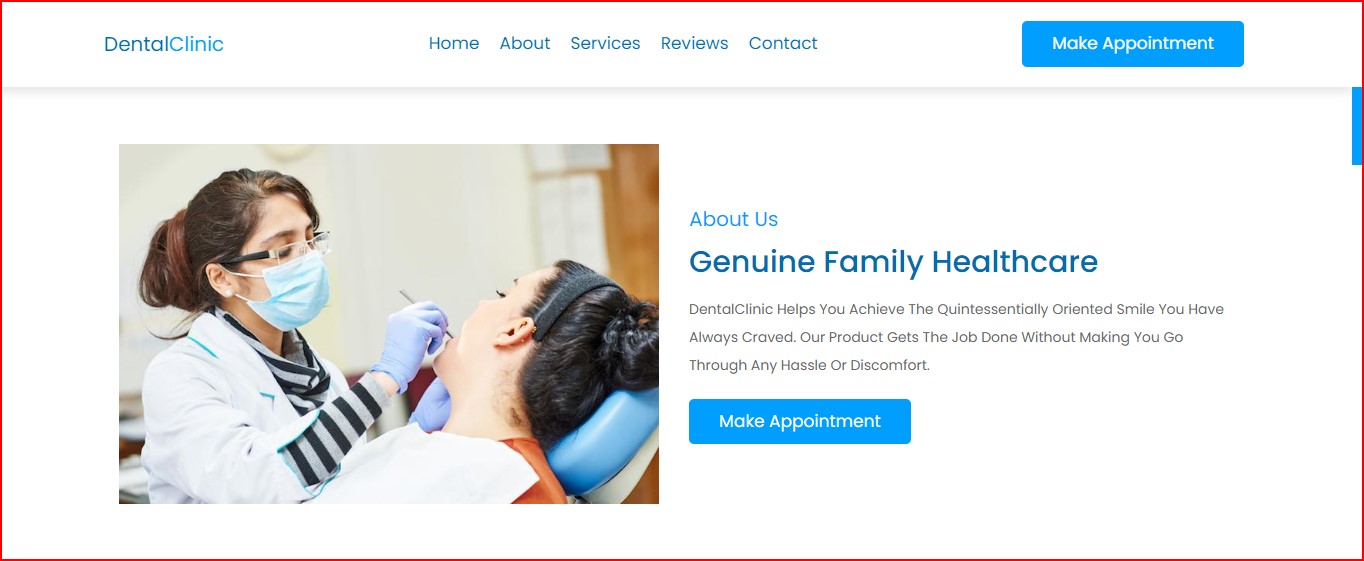 DentalClinic
Home About Services Reviews Contact
Make Appointment
About Us
Genuine Family Healthcare
DentalClinic Helps You Achieve The Quintessentially Oriented Smile You Have
Always Craved. Our Product Gets The Job Done Without Making You Go
Through Any Hassle Or Discomfort.
Make Appointment